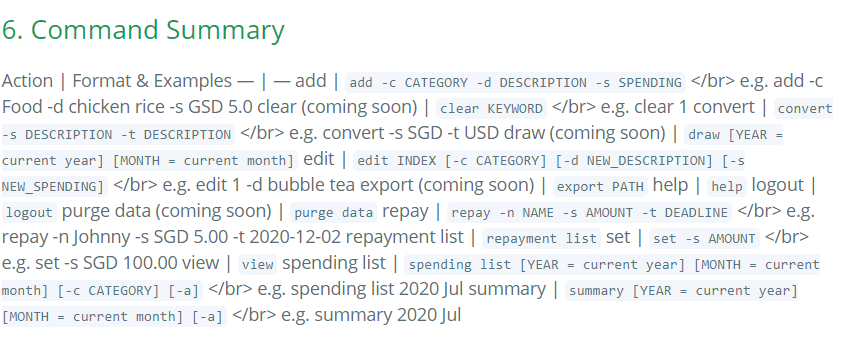 6. Command Summary
Action | Format & Examples — | — add | add -c CATEGORY -d DESCRIPTION -s SPENDING </br> e.g. add -c
Food -d chicken rice -s GSD 5.0 clear (coming soon) | clear KEYWORD </br> e.g. clear 1 convert | convert
-s DESCRIPTION -t DESCRIPTION </br> e.g. convert -s SGD -t USD draw (coming soon) | draw [YEAR =
current year] [MONTH = current month] edit | edit INDEX [-c CATEGORY] [-d NEW_DESCRIPTION] [-s
NEW_SPENDING] </br> e.g. edit 1 -d bubble tea export (coming soon) | export PATH help | help logout |
logout purge data (coming soon) | purge data repay | repay -n NAME -s AMOUNT -t DEADLINE </br> e.g.
repay -n Johnny -s SGD 5.00 -t 2020-12-02 repayment list | repayment list set | set -s AMOUNT </br>
e.g. set -s SGD 100.00 view | view spending list | spending list [YEAR = current year] [MONTH = current
month] [-c CATEGORY] [-a] </br> e.g. spending list 2020 Jul summary | summary [YEAR = current year]
[MONTH = current month] [-a] </br> e.g. summary 2020 Jul